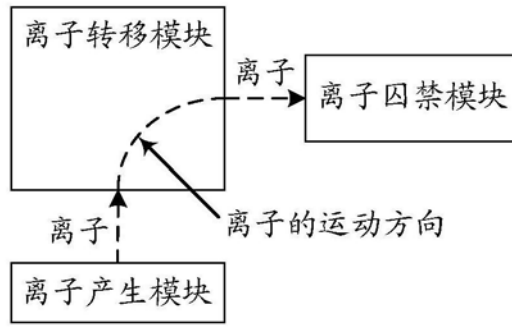 离子转移模块
离子
离子囚禁模块
离子的运动方向
离子
离子产生模块